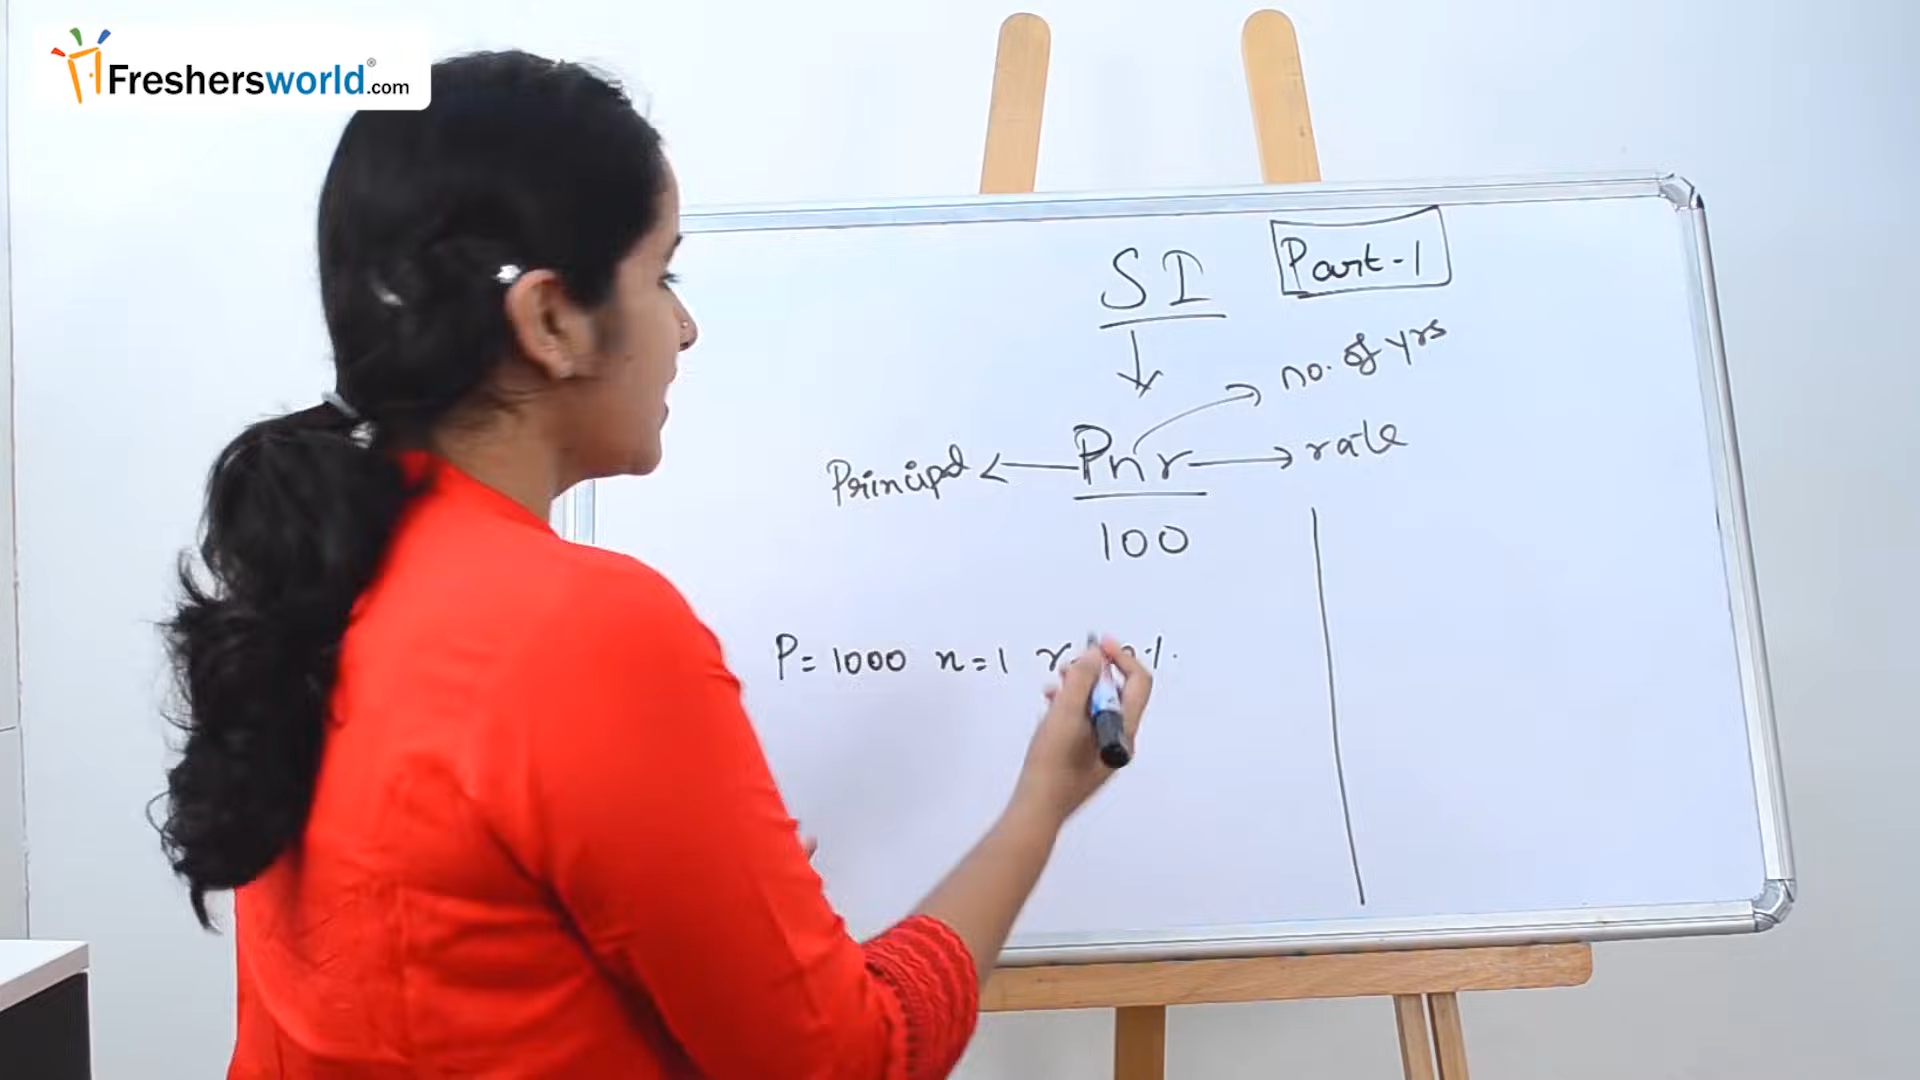 Freshersworld.com
SI Part-1
no. of yrs
Principal Pnr rate
100
P = 1000 n = 1